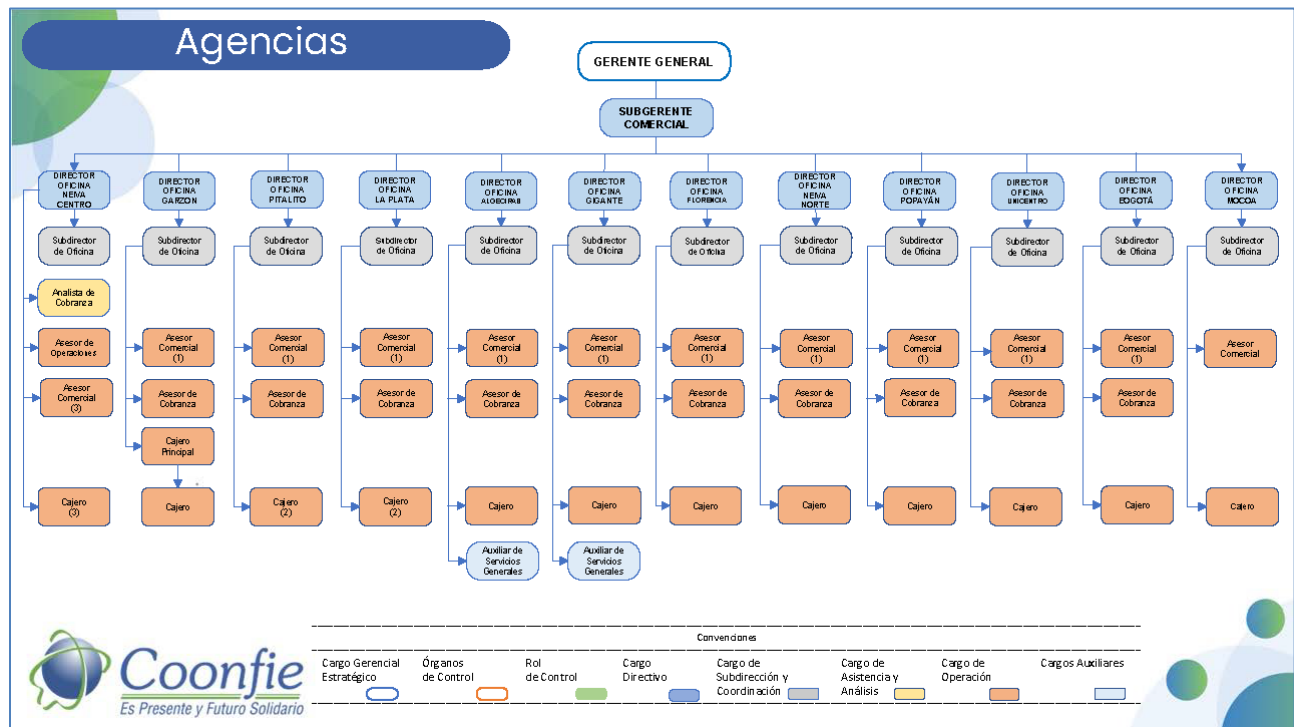 Agencias
GERENTE GENERAL
SUBGERENTE
COMERCIAL
DIRECTOR
OFICINA
NEIVA
CENTRO
DIRECTOR
OFICINA
GARZON
DIRECTOR
OFICINA
PITALITO
DIRECTOR
OFICINA
LA PLATA
DIRECTOR
OFICINA
ALGECIRAS
DIRECTOR
OFICINA
GIGANTE
DIRECTOR
OFICINA
FLORENCIA
DIRECTOR
OFICINA
NEIVA
NORTE
DIRECTOR
OFICINA
POPAYÁN
DIRECTOR
OFICINA
UNICENTRO
DIRECTOR
OFICINA
BOGOTÁ
DIRECTOR
OFICINA
MOCOA
Subdirector
de Oficina
Subdirector
de Oficina
Subdirector
de Oficina
Subdirector
de Oficina
Subdirector
de Oficina
Subdirector
de Oficina
Subdirector
de Oficina
Subdirector
de Oficina
Subdirector
de Oficina
Subdirector
de Oficina
Subdirector
de Oficina
Subdirector
de Oficina
Analista de
Cobranza
Asesor de
Operaciones
Asesor
Comercial
(1)
Asesor
Comercial
(1)
Asesor
Comercial
(1)
Asesor
Comercial
(1)
Asesor
Comercial
(1)
Asesor
Comercial
(1)
Asesor
Comercial
(1)
Asesor
Comercial
(1)
Asesor
Comercial
(1)
Asesor
Comercial
(1)
Asesor
Comercial
Asesor
Comercial
(3)
Asesor de
Cobranza
Asesor de
Cobranza
Asesor de
Cobranza
Asesor de
Cobranza
Asesor de
Cobranza
Asesor de
Cobranza
Asesor de
Cobranza
Asesor de
Cobranza
Asesor de
Cobranza
Asesor de
Cobranza
Cajero
Principal
Cajero
(3)
Cajero
Cajero
(2)
Cajero
(2)
Cajero
Cajero
Cajero
Cajero
Cajero
Cajero
Cajero
Cajero
Auxiliar de
Servicios
Generales
Auxiliar de
Servicios
Generales
Convenciones
Cargo Gerencial
Estratégico
Órganos
de Control
Rol
de Control
Cargo
Directivo
Cargo de
Subdirección y
Coordinación
Cargo de
Asistencia y
Análisis
Cargo de
Operación
Cargos Auxiliares
Coonfie
Es Presente y Futuro Solidario